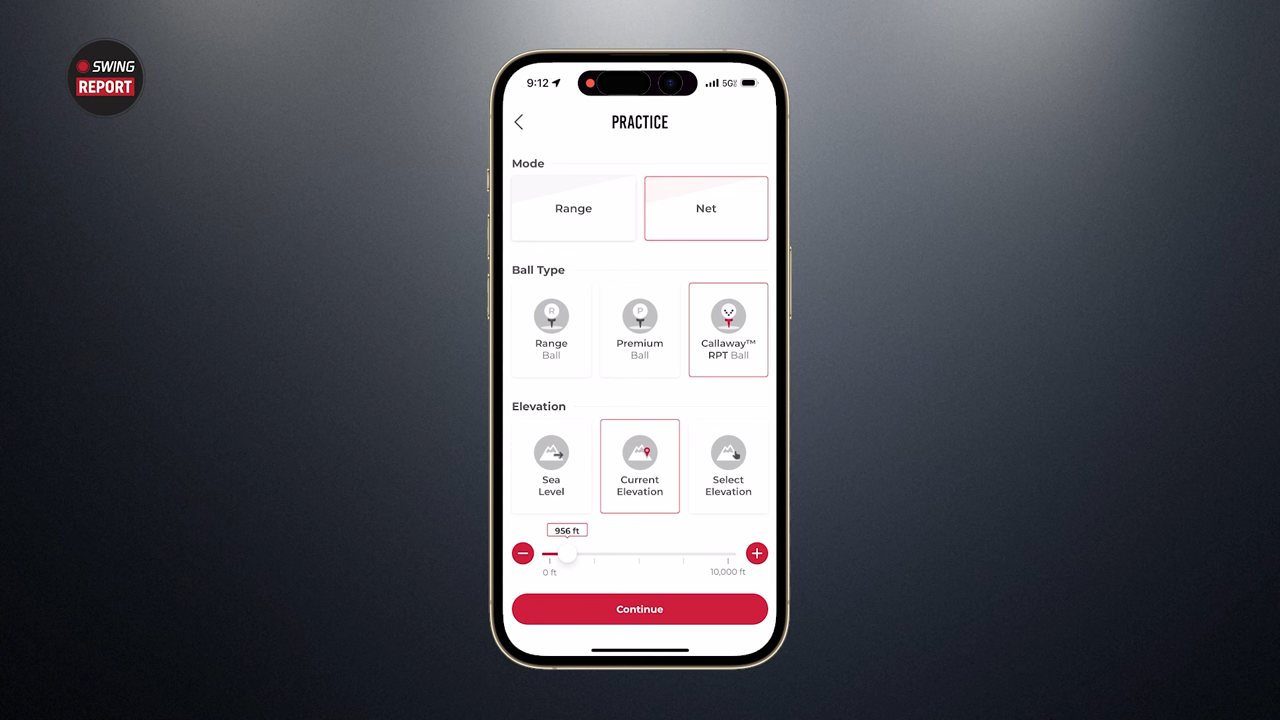 SWING
REPORT
9:12
5G
PRACTICE
Mode
Range
Net
Ball Type
R
P
Range
Ball
Premium
Ball
Callaway™
RPT Ball
Elevation
Sea
Level
Current
Elevation
Select
Elevation
956 ft
0 ft
10,000 ft
Continue